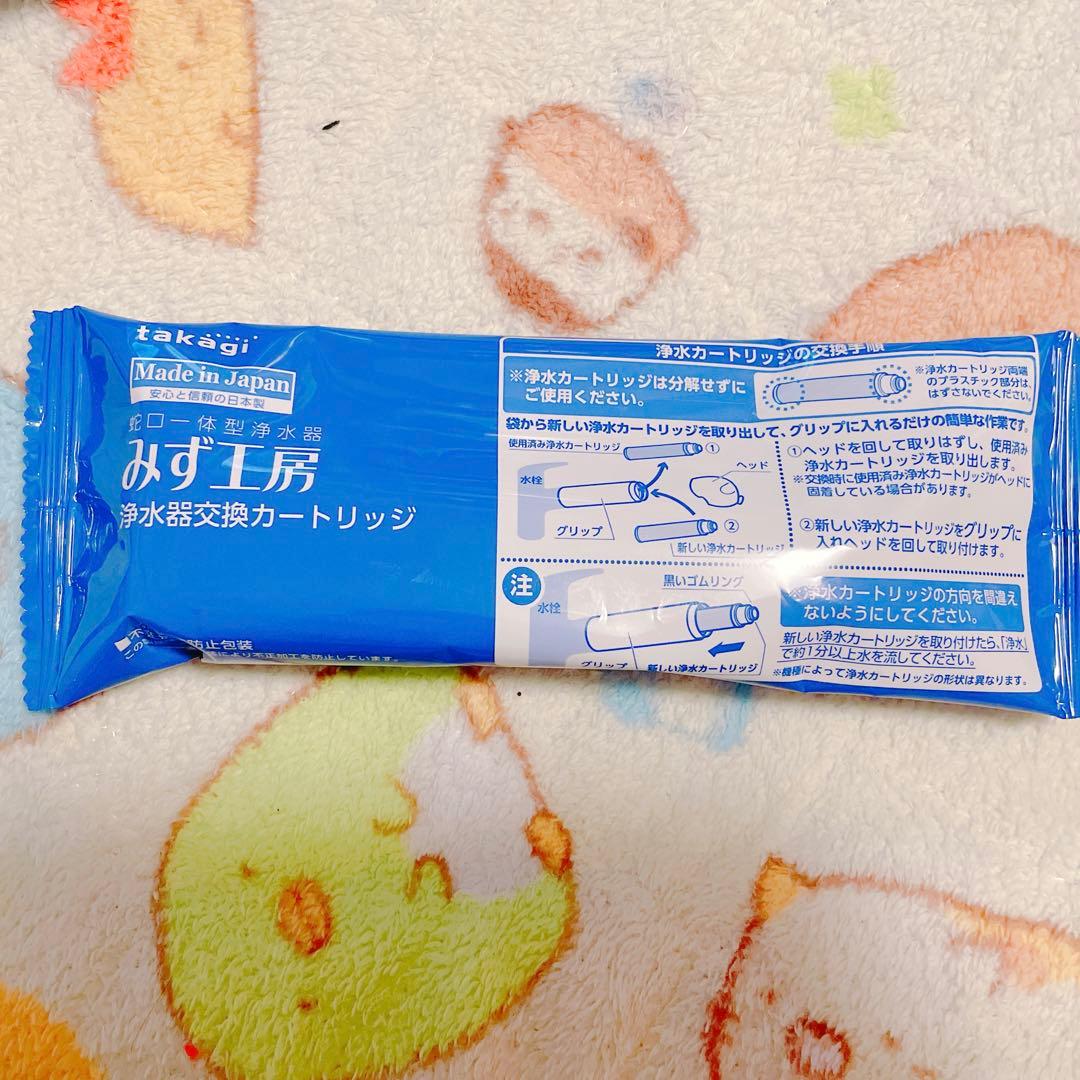 takagi
Made in Japan
安心と信頼の日本製
蛇口一体型浄水器
みず工房
浄水器交換カートリッジ
防止包装
により不正加工を防止しています。
浄水カートリッジの交換手順
※浄水カートリッジは分解せずに
ご使用ください。
※浄水カートリッジ両端
のプラスチック部分は、
はずさないでください。
袋から新しい浄水カートリッジを取り出して、グリップに入れるだけの簡単な作業です。
使用済み浄水カートリッジ
①
水栓
ヘッド
グリップ
②
新しい浄水カートリッジ
①ヘッドを回して取りはずし、使用済み
浄水カートリッジを取り出します。
※交換時に使用済み浄水カートリッジがヘッドに
固着している場合があります。
②新しい浄水カートリッジをグリップに
入れヘッドを回して取り付けます。
注
水栓
黒いゴムリング
グリップ
新しい浄水カートリッジ
※浄水カートリッジの方向を間違え
ないようにしてください。
新しい浄水カートリッジを取り付けたら、「浄水」
で約1分以上水を流してください。
※機種によって浄水カートリッジの形状は異なります。